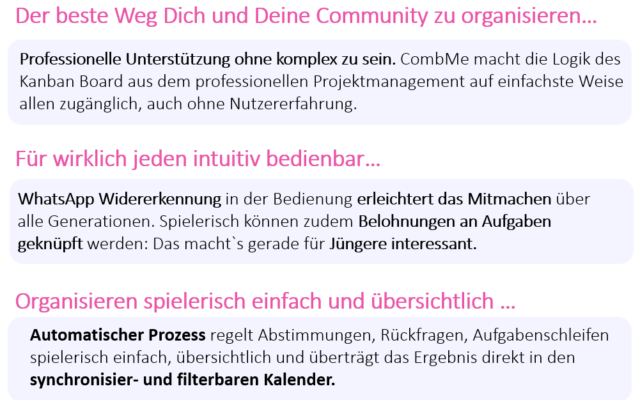 Der beste Weg Dich und Deine Community zu organisieren...
Professionelle Unterstützung ohne komplex zu sein. CombMe macht die Logik des
Kanban Board aus dem professionellen Projektmanagement auf einfachste Weise
allen zugänglich, auch ohne Nutzererfahrung.
Für wirklich jeden intuitiv bedienbar...
WhatsApp Widererkennung in der Bedienung erleichtert das Mitmachen über
alle Generationen. Spielerisch können zudem Belohnungen an Aufgaben
geknüpft werden: Das macht`s gerade für Jüngere interessant.
Organisieren spielerisch einfach und übersichtlich ...
Automatischer Prozess regelt Abstimmungen, Rückfragen, Aufgabenschleifen
spielerisch einfach, übersichtlich und überträgt das Ergebnis direkt in den
synchronisier- und filterbaren Kalender.